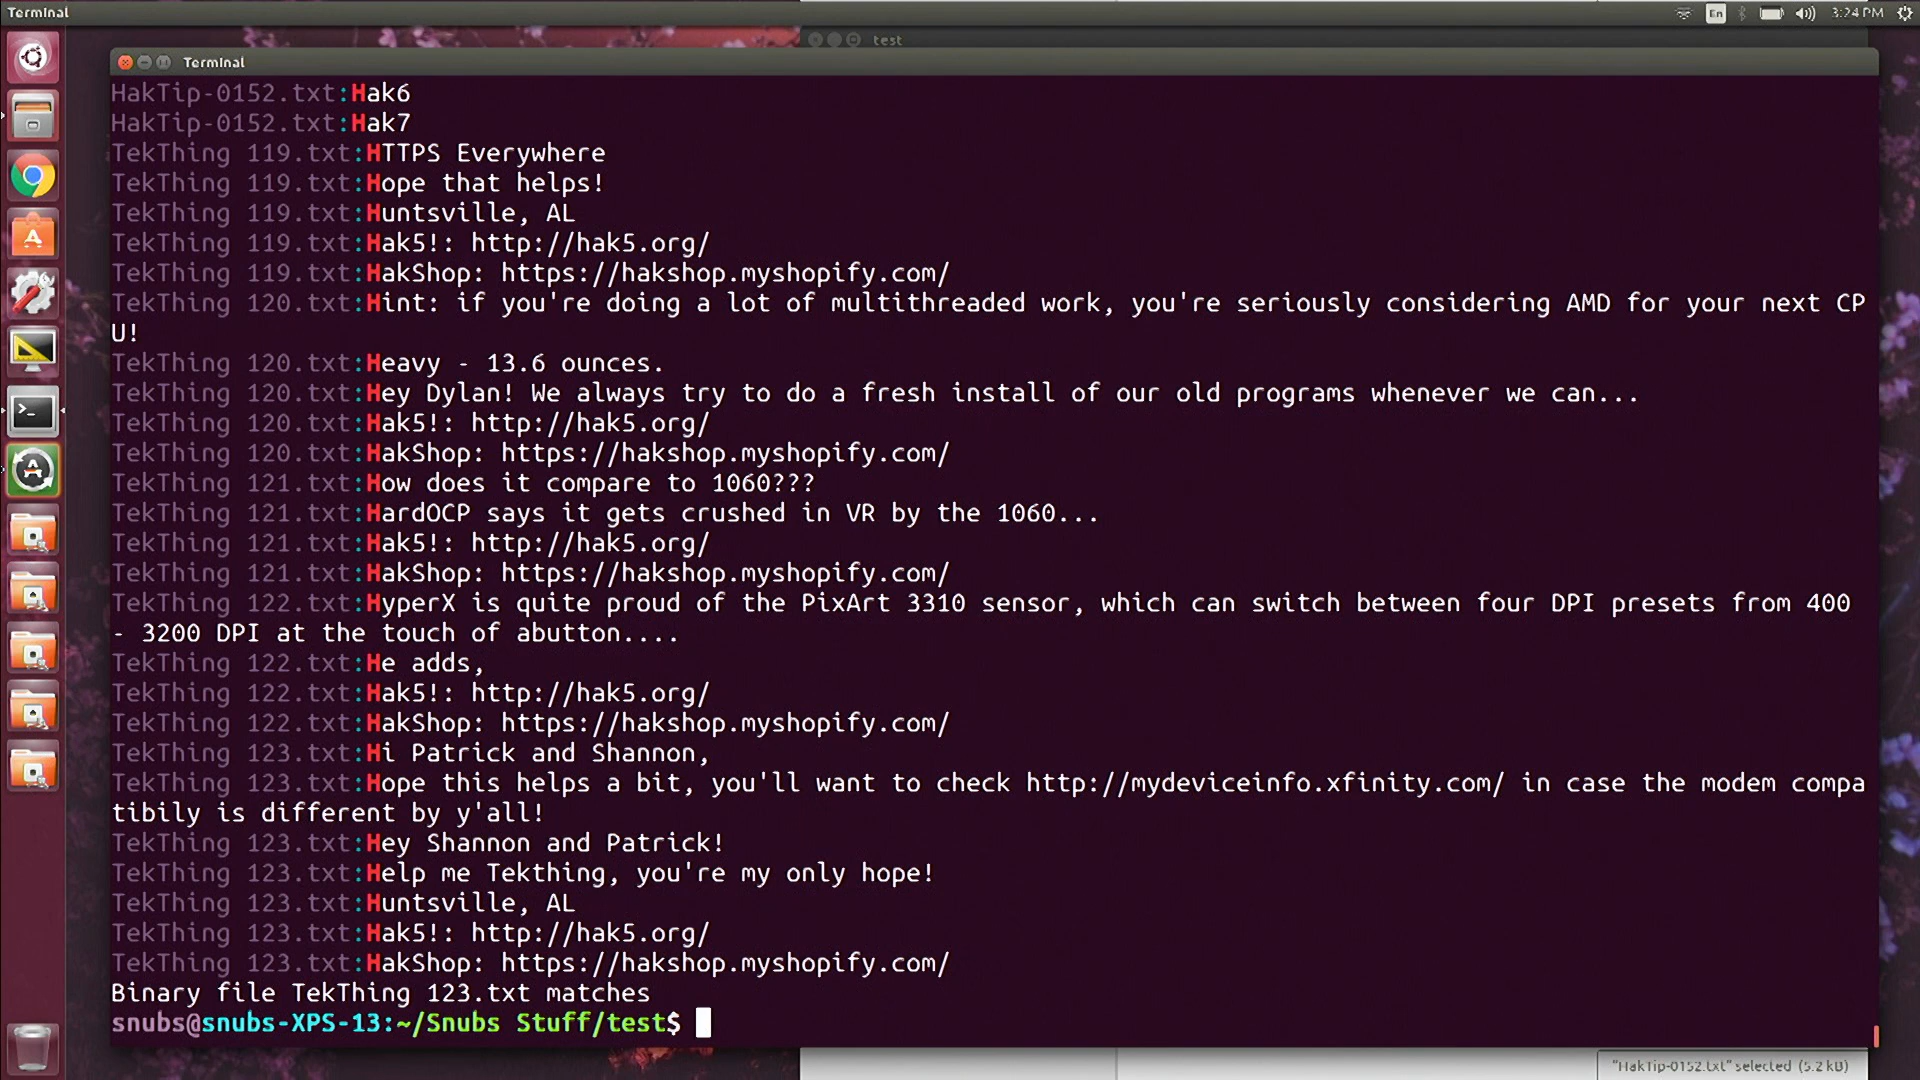 Terminal
En
3:24 PM
test
Terminal
HakTip-0152.txt:Hak6
HakTip-0152.txt:Hak7
TekThing 119.txt:HTTPS Everywhere
TekThing 119.txt:Hope that helps!
TekThing 119.txt:Huntsville, AL
TekThing 119.txt:Hak5!: http://hak5.org/
TekThing 119.txt:HakShop: https://hakshop.myshopify.com/
TekThing 120.txt:Hint: if you're doing a lot of multithreaded work, you're seriously considering AMD for your next CP
U!
TekThing 120.txt:Heavy - 13.6 ounces.
TekThing 120.txt:Hey Dylan! We always try to do a fresh install of our old programs whenever we can...
TekThing 120.txt:Hak5!: http://hak5.org/
TekThing 120.txt:HakShop: https://hakshop.myshopify.com/
TekThing 121.txt:How does it compare to 1060???
TekThing 121.txt:HardOCP says it gets crushed in VR by the 1060...
TekThing 121.txt:Hak5!: http://hak5.org/
TekThing 121.txt:HakShop: https://hakshop.myshopify.com/
TekThing 122.txt:HyperX is quite proud of the PixArt 3310 sensor, which can switch between four DPI presets from 400
- 3200 DPI at the touch of abutton....
TekThing 122.txt:He adds,
TekThing 122.txt:Hak5!: http://hak5.org/
TekThing 122.txt:HakShop: https://hakshop.myshopify.com/
TekThing 123.txt:Hi Patrick and Shannon,
TekThing 123.txt:Hope this helps a bit, you'll want to check http://mydeviceinfo.xfinity.com/ in case the modem compa
tibily is different by y'all!
TekThing 123.txt:Hey Shannon and Patrick!
TekThing 123.txt:Help me Tekthing, you're my only hope!
TekThing 123.txt:Huntsville, AL
TekThing 123.txt:Hak5!: http://hak5.org/
TekThing 123.txt:HakShop: https://hakshop.myshopify.com/
Binary file TekThing 123.txt matches
snubs@snubs-XPS-13:~/Snubs Stuff/test$
"HakTip-0152.txt" selected (5.2 kB)